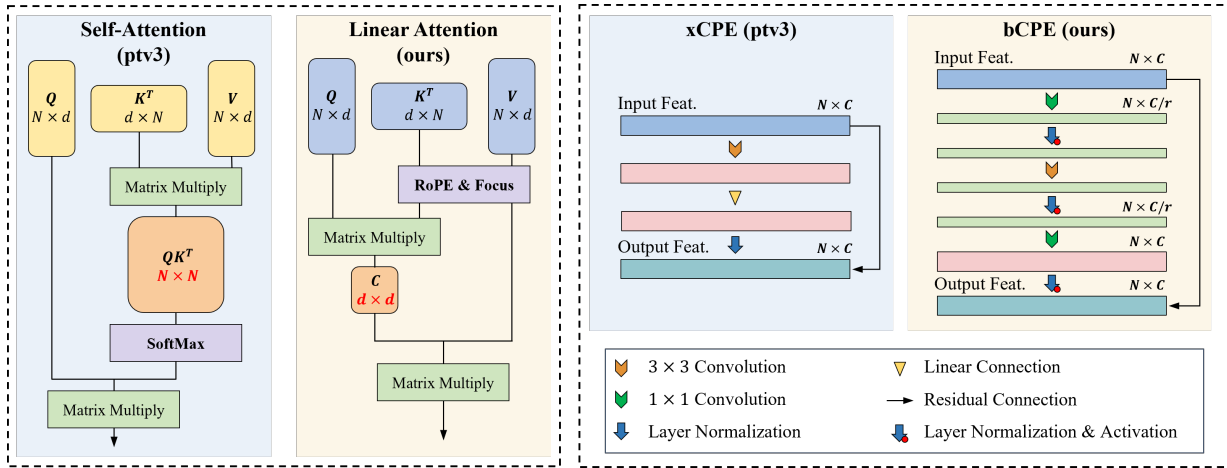 Self-Attention
(ptv3)
Q
N × d
K^T
d × N
V
N × d
Matrix Multiply
QK^T
N × N
SoftMax
Matrix Multiply
Linear Attention
(ours)
Q
N × d
K^T
d × N
V
N × d
RoPE & Focus
Matrix Multiply
C
d × d
Matrix Multiply
xCPE (ptv3)
Input Feat.
N × C
Output Feat.
N × C
bCPE (ours)
Input Feat.
N × C
N × C/r
N × C/r
N × C
Output Feat.
N × C
3 × 3 Convolution
Linear Connection
1 × 1 Convolution
Residual Connection
Layer Normalization
Layer Normalization & Activation